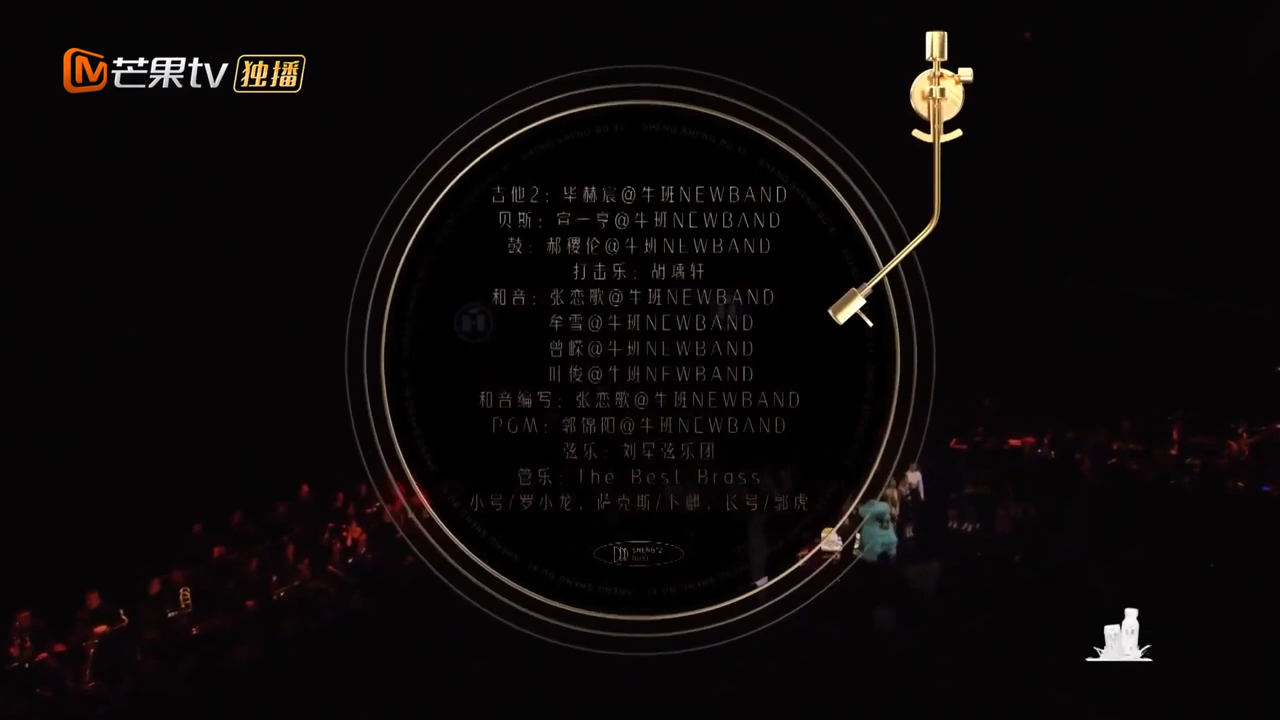 芒果tv 独播
吉他2：毕赫宸@牛班NEWBAND
贝斯：宫一亨@牛班NEWBAND
鼓：郝稷伦@牛班NEWBAND
打击乐：胡瑀轩
和音：张恋歌@牛班NEWBAND
牟雪@牛班NEWBAND
曾嵘@牛班NEWBAND
叶俊@牛班NEWBAND
和音编写：张恋歌@牛班NEWBAND
PGM：郭锦阳@牛班NEWBAND
弦乐：刘军弦乐团
管乐：The Best Brass
小号/罗小龙，萨克斯/卜，长号/郭虎